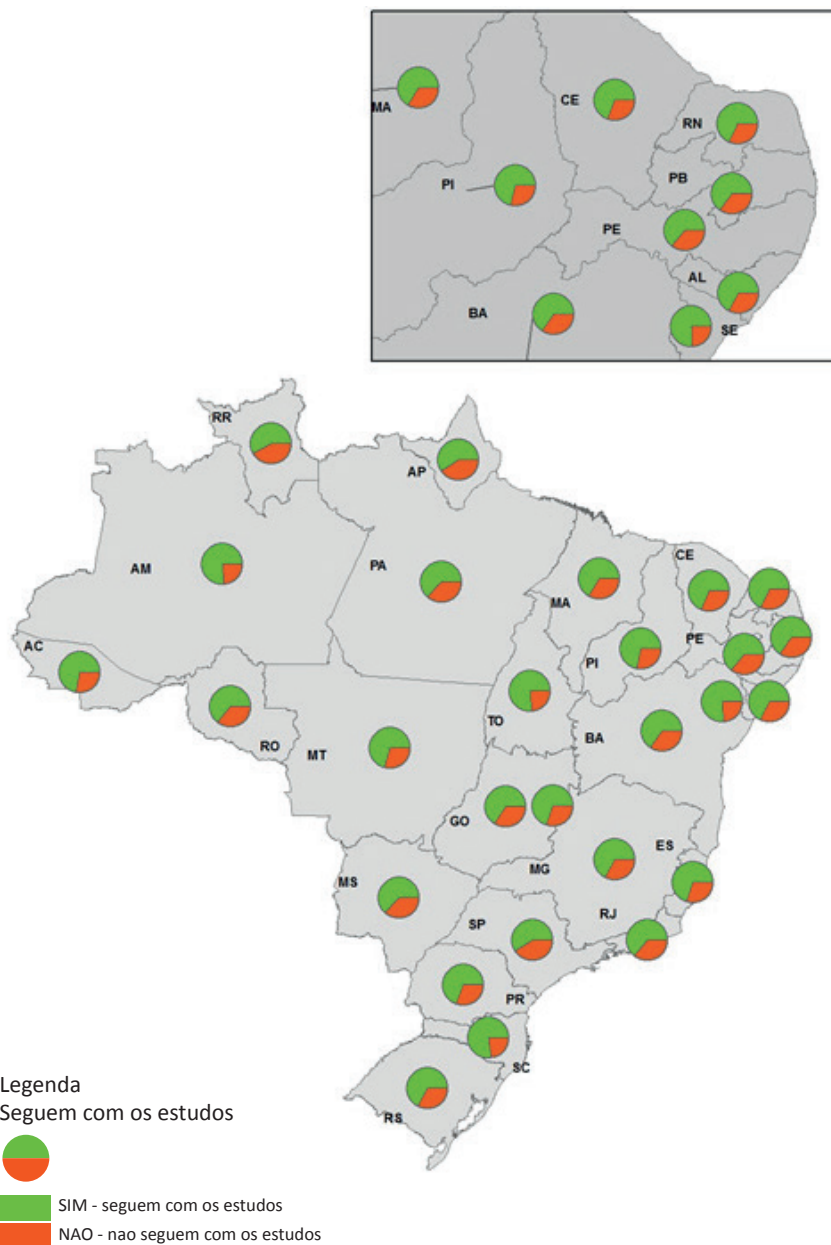 MA
CE
RN
PI
PB
PE
AL
BA
SE
RR
AP
AM
PA
CE
MA
AC
PE
PI
TO
BA
RO
MT
GO
ES
MG
MS
SP
RJ
PR
SC
RS
Legenda
Seguem com os estudos
SIM - seguem com os estudos
NAO - nao seguem com os estudos